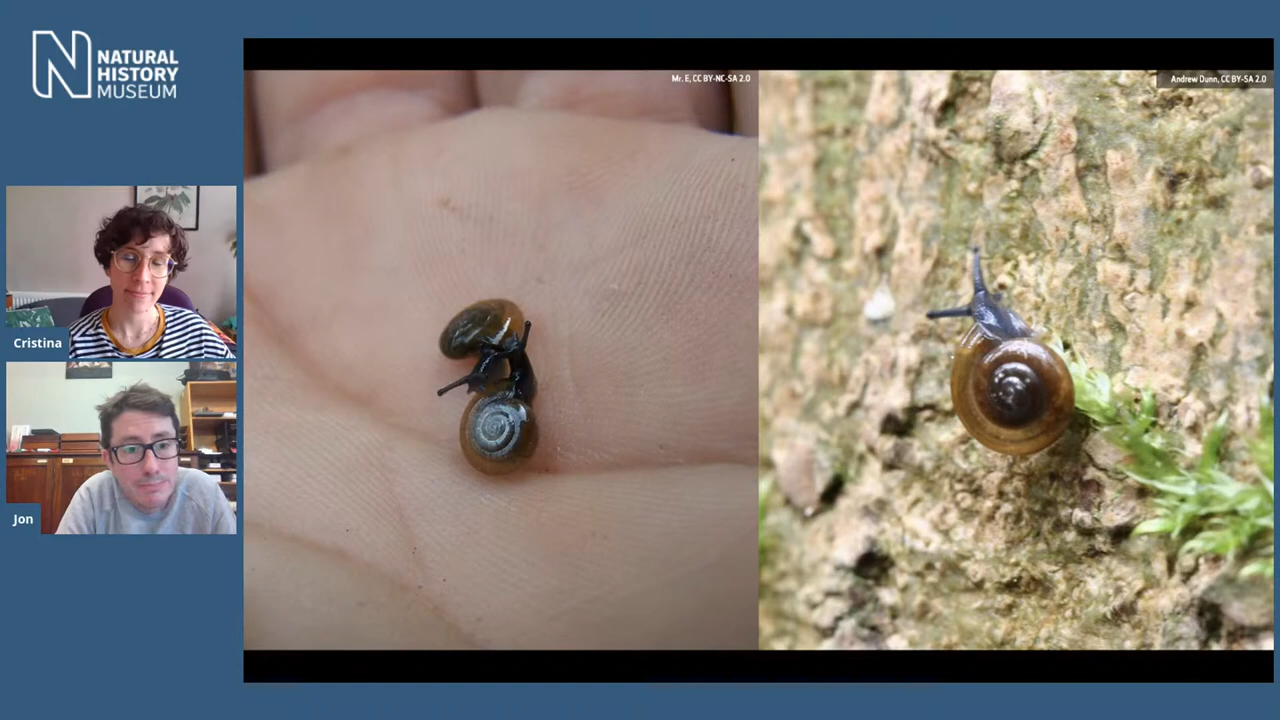 NATURAL
HISTORY
MUSEUM
Mr. E, CC BY-NC-SA 2.0
Andrew Dunn, CC BY-SA 2.0
Cristina
Jon